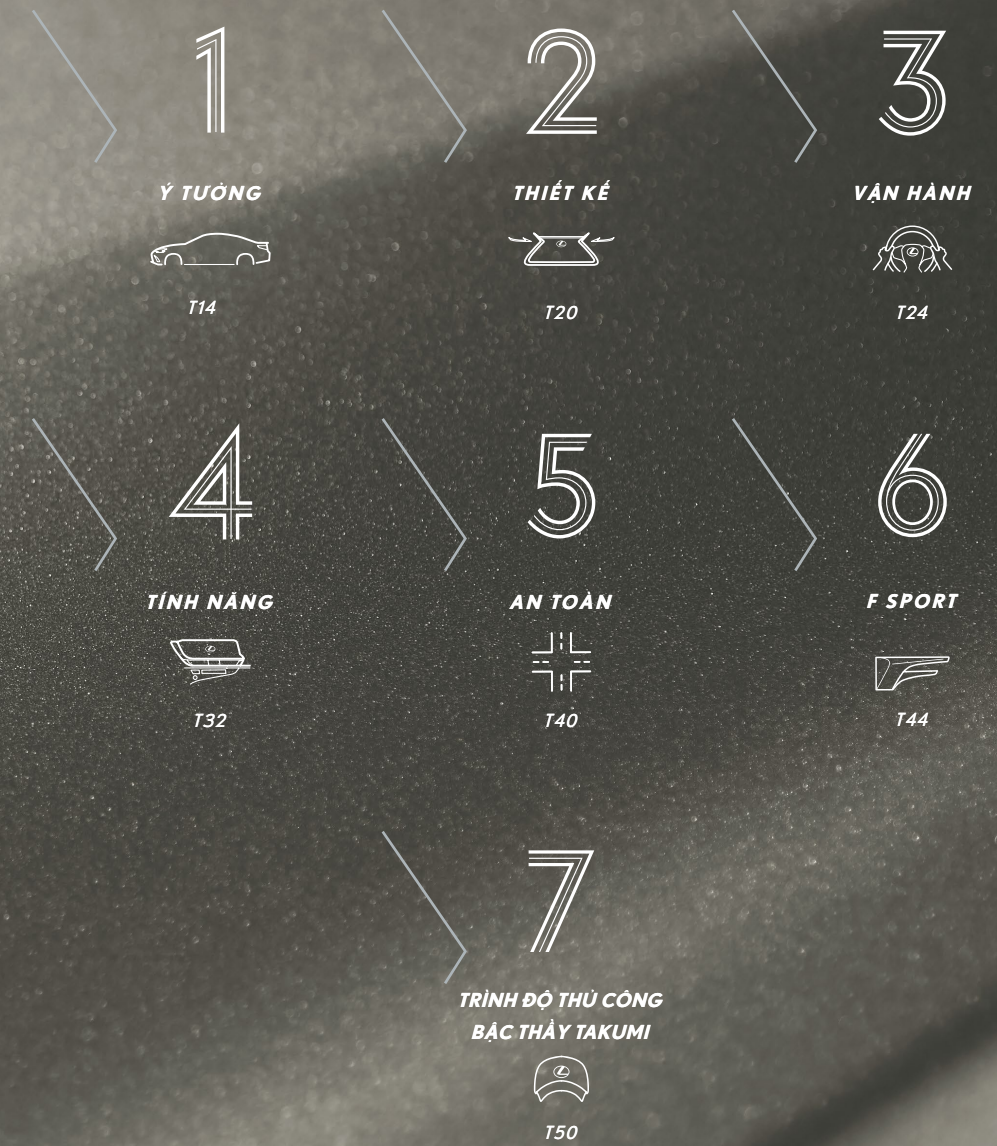 1
2
3
Ý TƯỞNG
THIẾT KẾ
VẬN HÀNH
T14
T20
T24
4
5
6
TÍNH NĂNG
AN TOÀN
F SPORT
T32
T40
T44
7
TRÌNH ĐỘ THỦ CÔNG
BẬC THẦY TAKUMI
T50